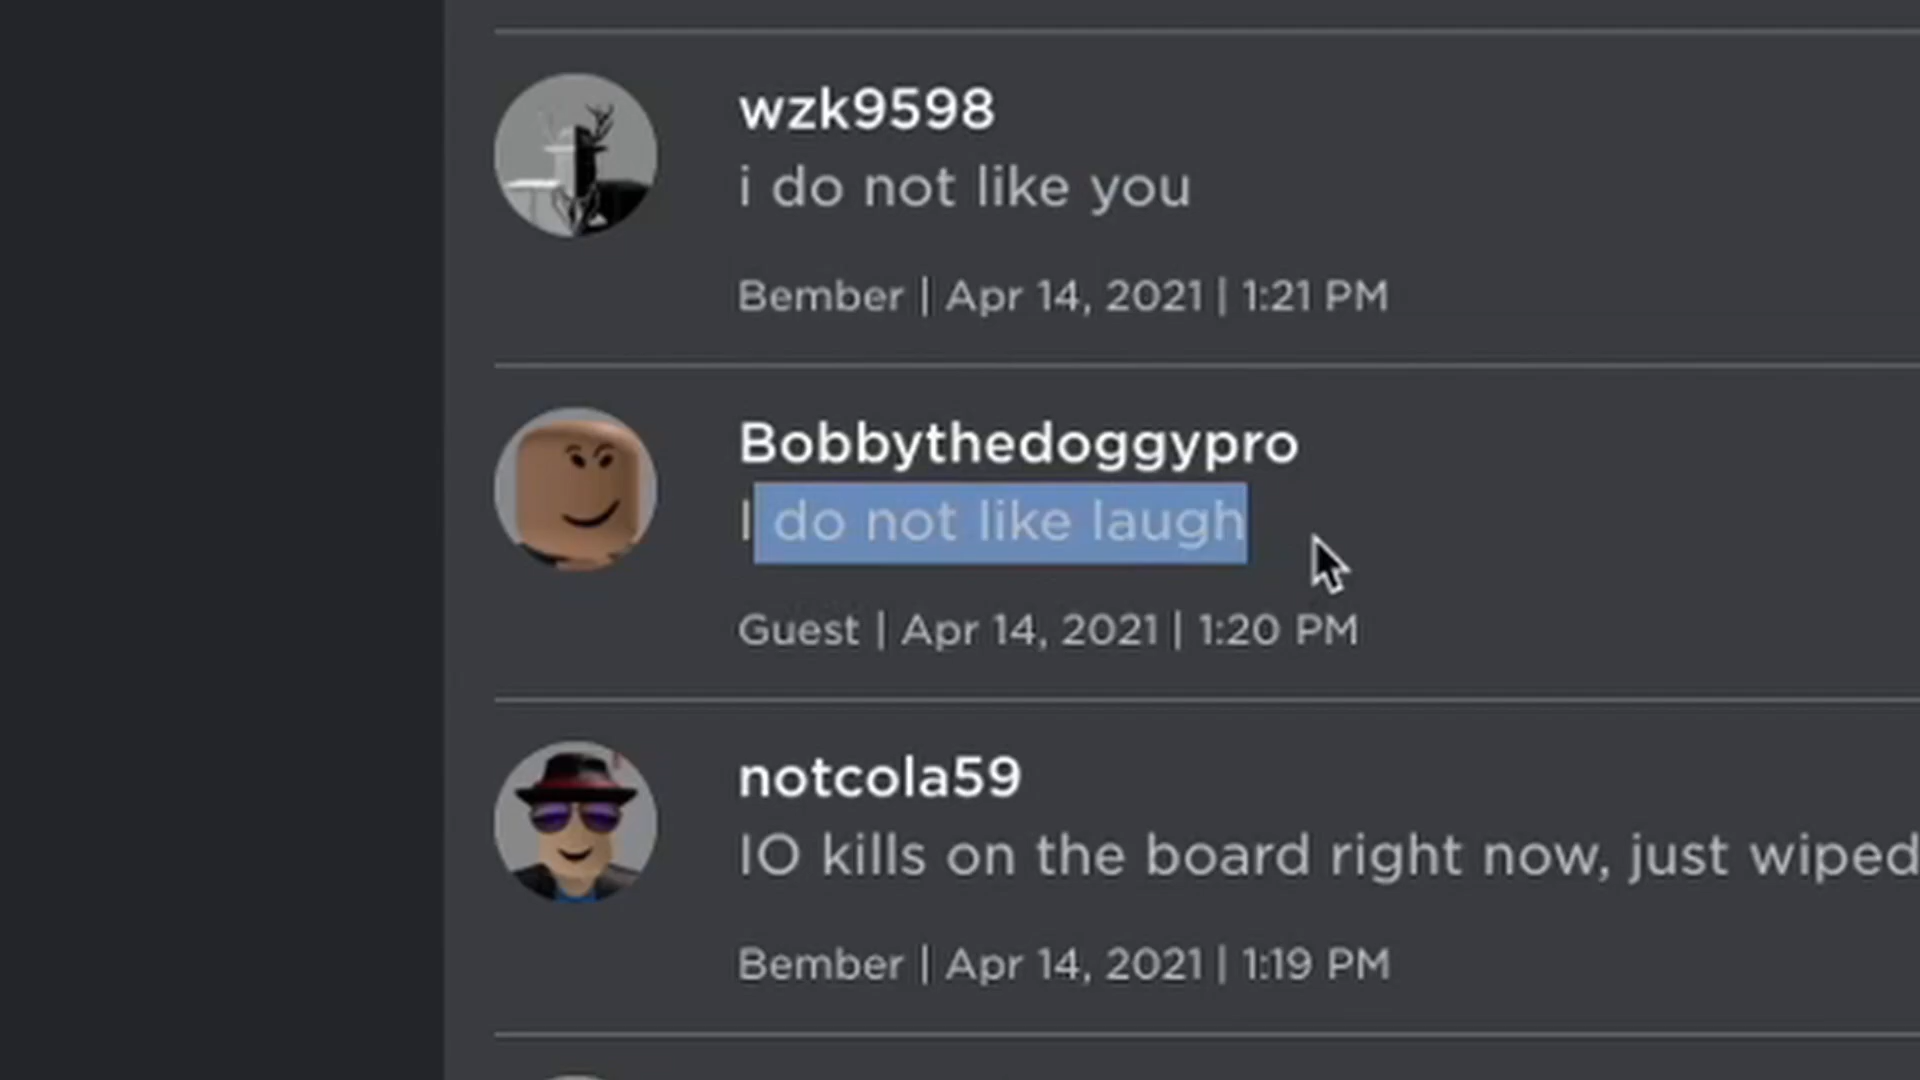 wzk9598
i do not like you
Bember | Apr 14, 2021 | 1:21 PM
Bobbythedoggypro
I do not like laugh
Guest | Apr 14, 2021 | 1:20 PM
notcola59
IO kills on the board right now, just wiped
Bember | Apr 14, 2021 | 1:19 PM